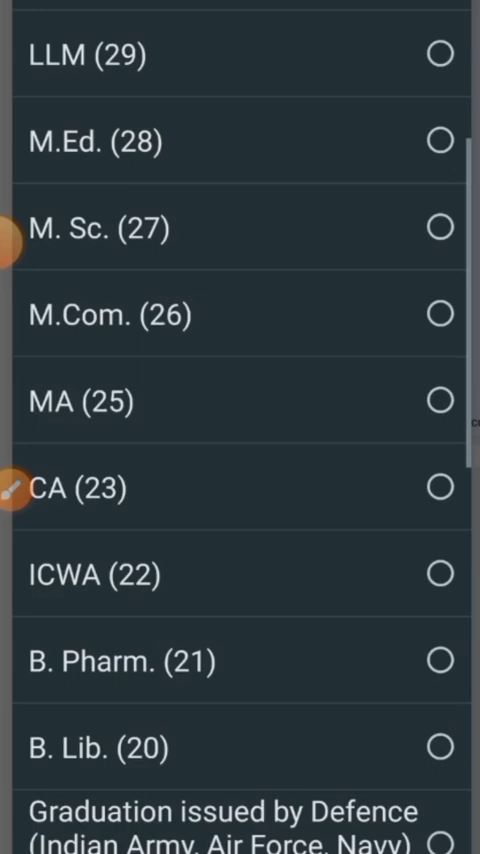 LLM (29)
M.Ed. (28)
M. Sc. (27)
M.Com. (26)
MA (25)
CA (23)
ICWA (22)
B. Pharm. (21)
B. Lib. (20)
Graduation issued by Defence
(Indian Army, Air Force, Navy)